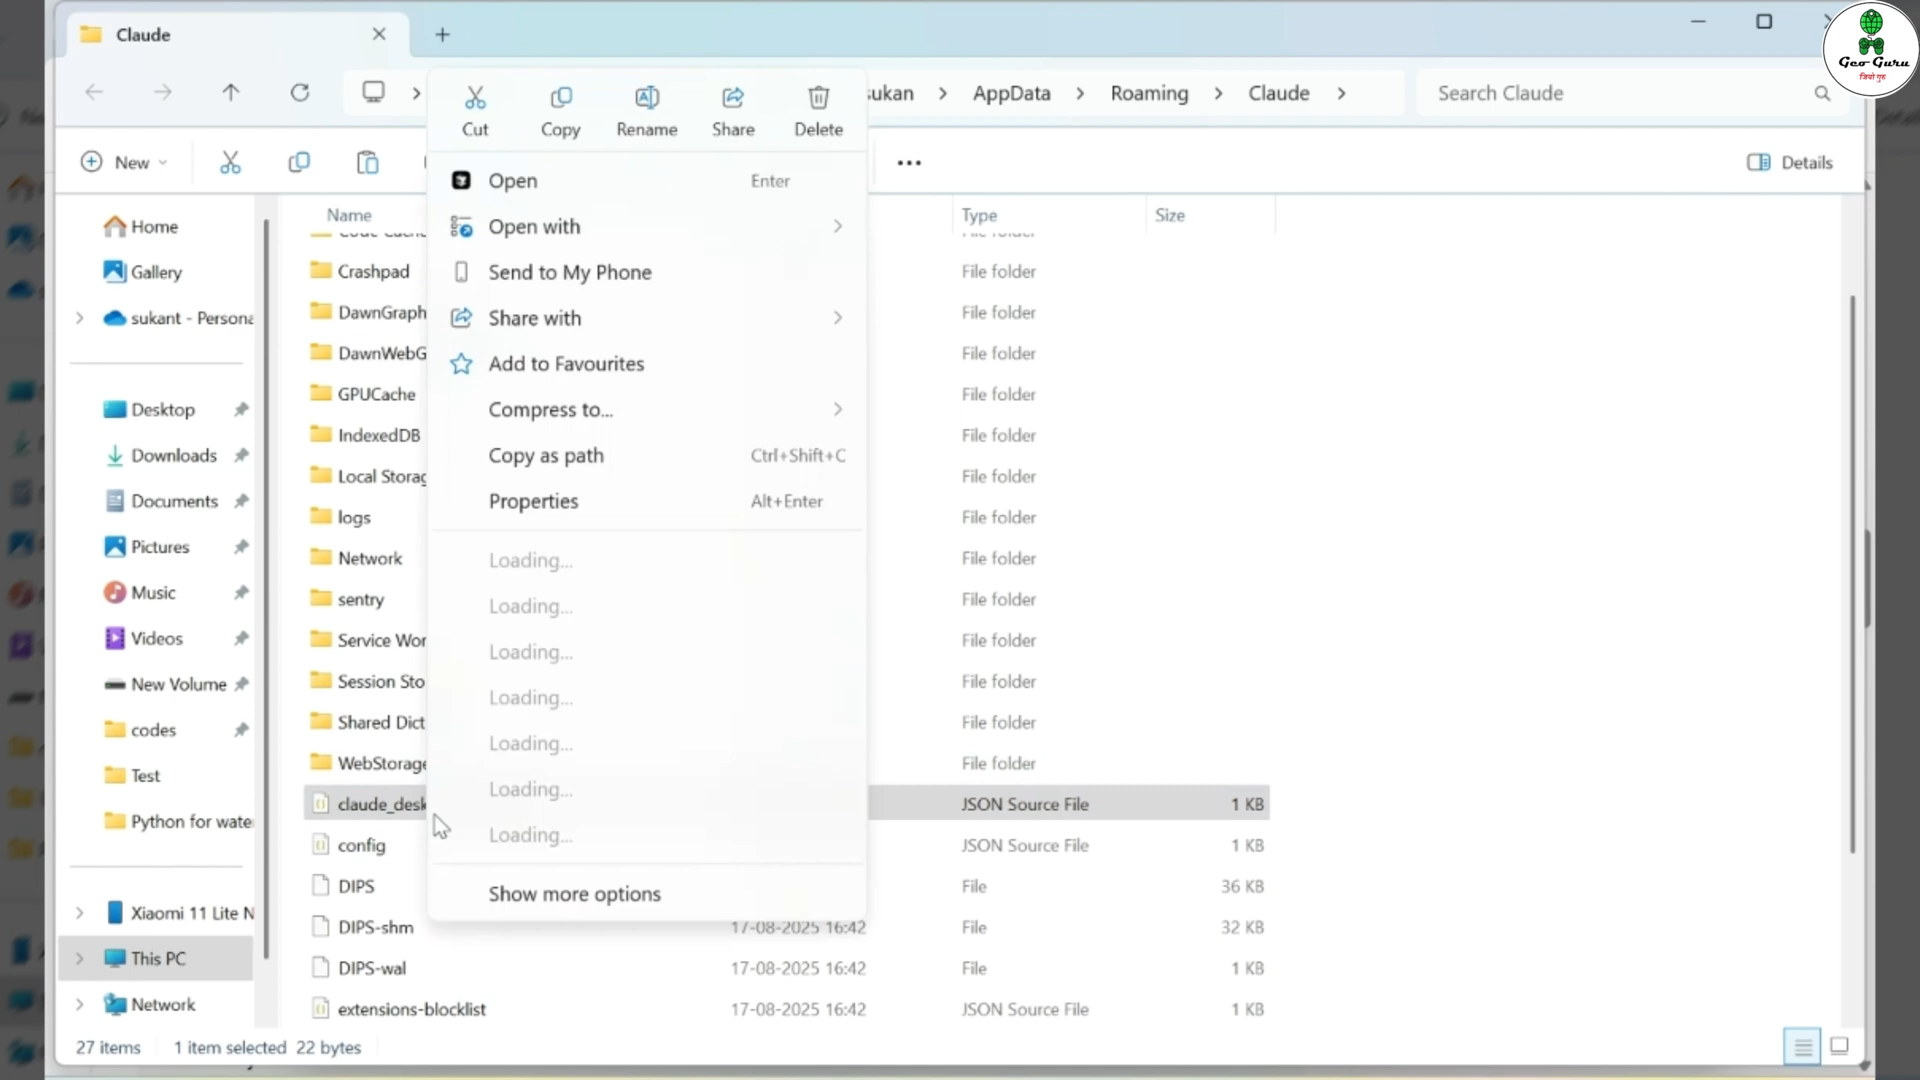 Claude
Geo Guru
जियो गुरु
sukan
AppData
Roaming
Claude
Search Claude
Cut
Copy
Rename
Share
Delete
New
Details
Open
Enter
Open with
Send to My Phone
Share with
Add to Favourites
Compress to...
Copy as path
Ctrl+Shift+C
Properties
Alt+Enter
Loading...
Loading...
Loading...
Loading...
Loading...
Loading...
Loading...
Show more options
Home
Gallery
sukant - Persona
Desktop
Downloads
Documents
Pictures
Music
Videos
New Volume
codes
Test
Python for wate
Xiaomi 11 Lite N
This PC
Network
Name
Type
Size
Crashpad
File folder
DawnGraph
File folder
DawnWebG
File folder
GPUCache
File folder
IndexedDB
File folder
Local Storag
File folder
logs
File folder
Network
File folder
sentry
File folder
Service Wor
File folder
Session Sto
File folder
Shared Dict
File folder
WebStorage
File folder
claude_desk
JSON Source File
1 KB
config
JSON Source File
1 KB
DIPS
File
36 KB
DIPS-shm
17-08-2025 16:42
File
32 KB
DIPS-wal
17-08-2025 16:42
File
1 KB
extensions-blocklist
17-08-2025 16:42
JSON Source File
1 KB
27 items
1 item selected 22 bytes